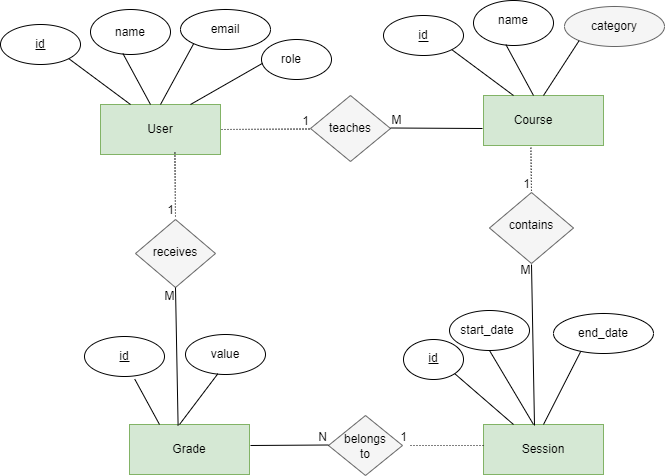 id
name
email
role
id
name
category
User
1
teaches
M
Course
1
receives
M
1
contains
M
id
value
id
start_date
end_date
Grade
N
belongs
to
1
Session